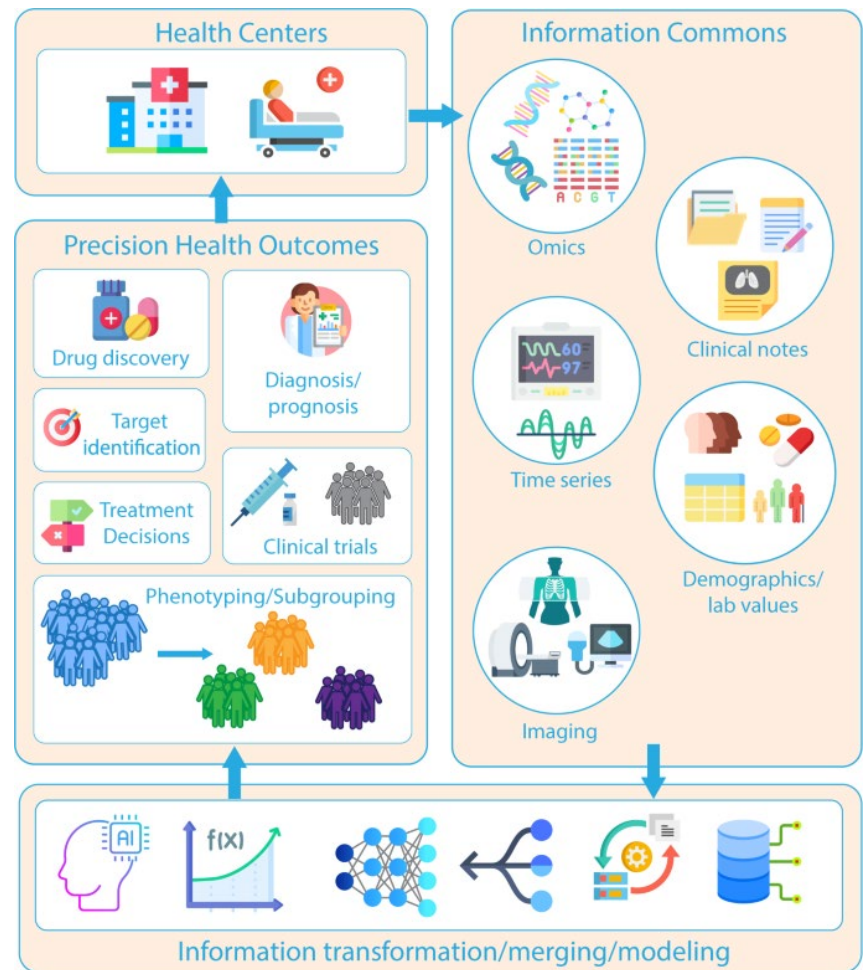 Health Centers
Information Commons
A C G T
Omics
Clinical notes
60
97
Time series
Demographics/
lab values
Imaging
Precision Health Outcomes
Drug discovery
Diagnosis/
prognosis
Target
identification
Treatment
Decisions
Clinical trials
Phenotyping/Subgrouping
AI
f(x)
Information transformation/merging/modeling